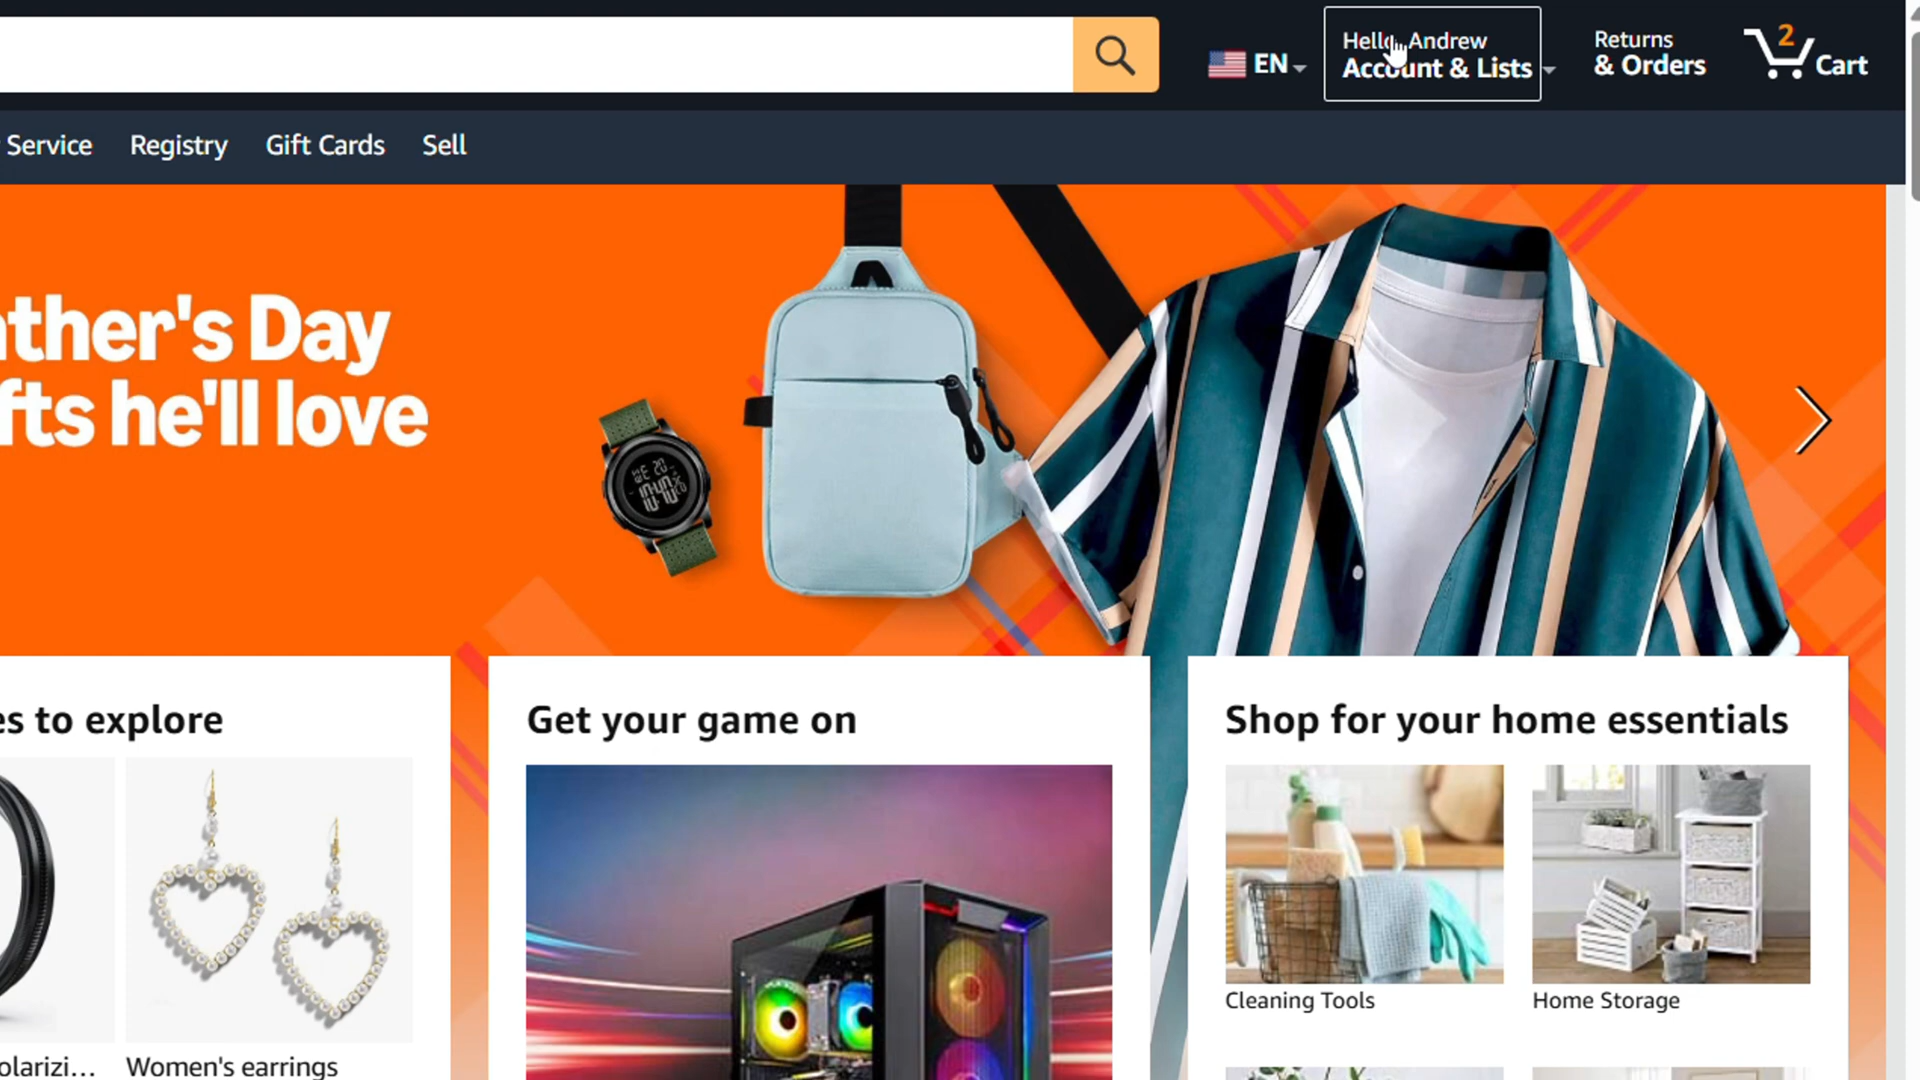 Hello, Andrew
EN
Account & Lists
Returns
& Orders
2
Cart
Service
Registry
Gift Cards
Sell
ather's Day
fts he'll love
es to explore
Get your game on
Shop for your home essentials
Cleaning Tools
Home Storage
olarizi...
Women's earrings